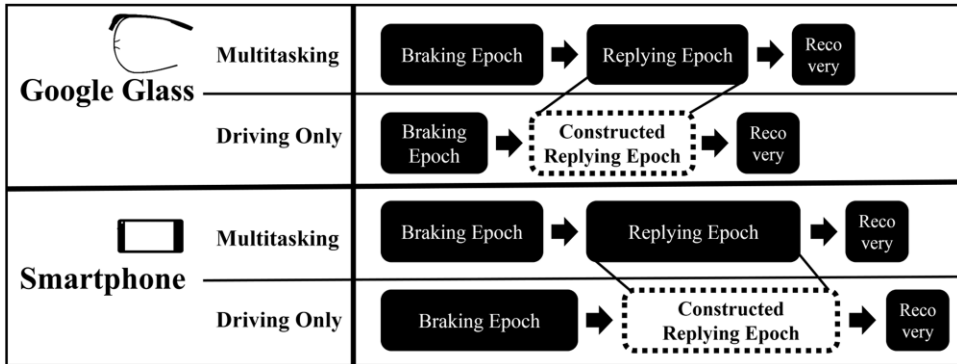 Google Glass
Multitasking
Braking Epoch
Replying Epoch
Reco
very
Driving Only
Braking
Epoch
Constructed
Replying Epoch
Reco
very
Smartphone
Multitasking
Braking Epoch
Replying Epoch
Reco
very
Driving Only
Braking Epoch
Constructed
Replying Epoch
Reco
very